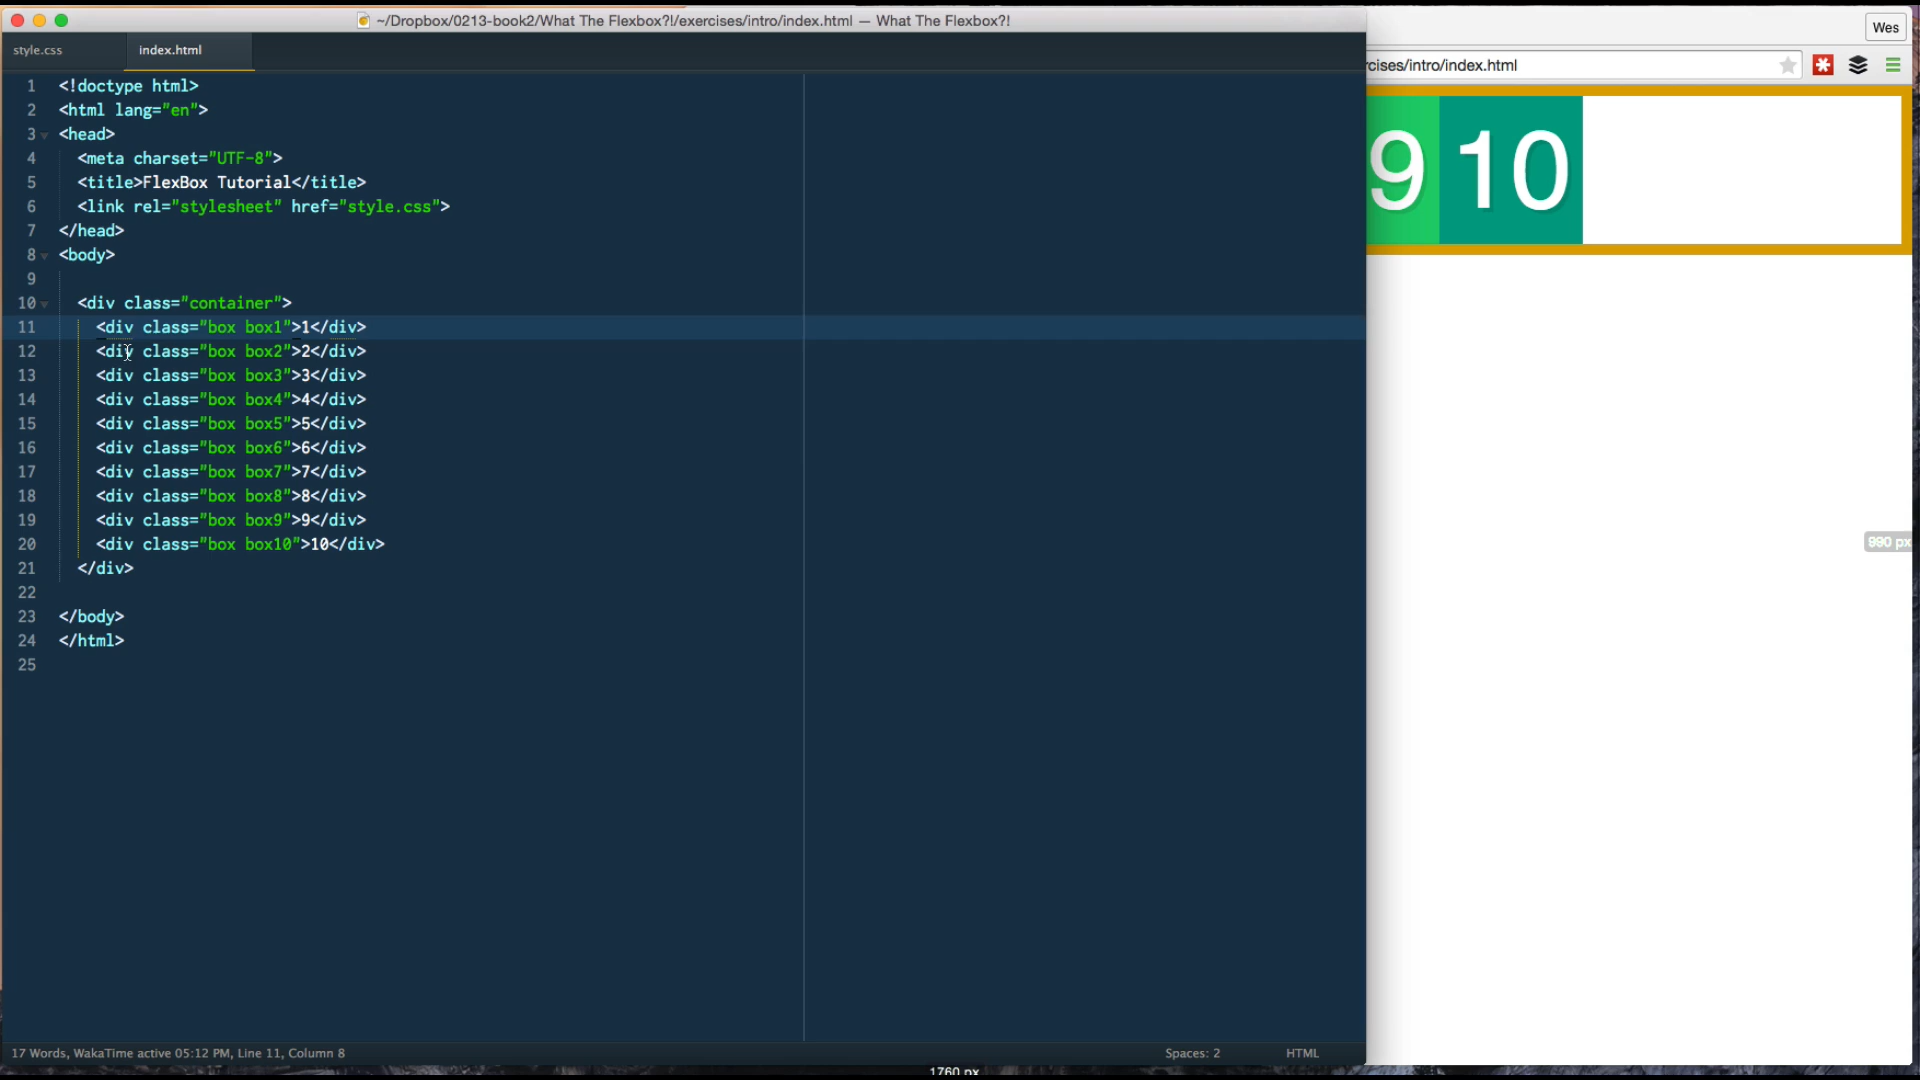 ~/Dropbox/0213-book2/What The Flexbox?!/exercises/intro/index.html — What The Flexbox?!
Wes
style.css
index.html
rcises/intro/index.html
1 <!doctype html>
2 <html lang="en">
3 <head>
4 <meta charset="UTF-8">
5 <title>FlexBox Tutorial</title>
6 <link rel="stylesheet" href="style.css">
7 </head>
8 <body>
9
10 <div class="container">
11 <div class="box box1">1</div>
12 <div class="box box2">2</div>
13 <div class="box box3">3</div>
14 <div class="box box4">4</div>
15 <div class="box box5">5</div>
16 <div class="box box6">6</div>
17 <div class="box box7">7</div>
18 <div class="box box8">8</div>
19 <div class="box box9">9</div>
20 <div class="box box10">10</div>
21 </div>
22
23 </body>
24 </html>
25
9 10
990 px
17 Words, WakaTime active 05:12 PM, Line 11, Column 8
Spaces: 2
HTML
1760 px